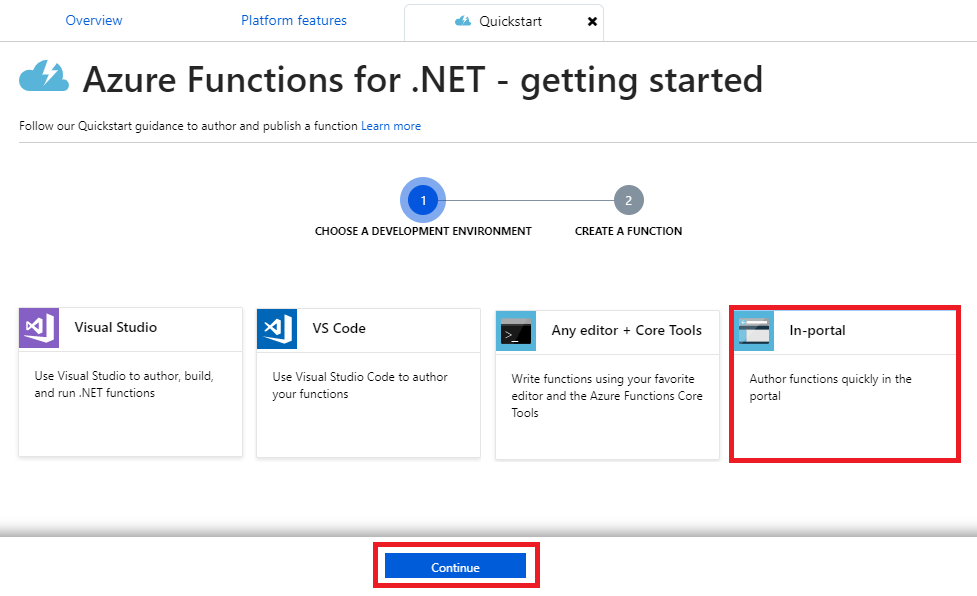 Overview
Platform features
Quickstart
Azure Functions for .NET - getting started
Follow our Quickstart guidance to author and publish a function Learn more
1
2
CHOOSE A DEVELOPMENT ENVIRONMENT
CREATE A FUNCTION
Visual Studio
Use Visual Studio to author, build,
and run .NET functions
VS Code
Use Visual Studio Code to author
your functions
>_
Any editor + Core Tools
Write functions using your favorite
editor and the Azure Functions Core
Tools
In-portal
Author functions quickly in the
portal
Continue